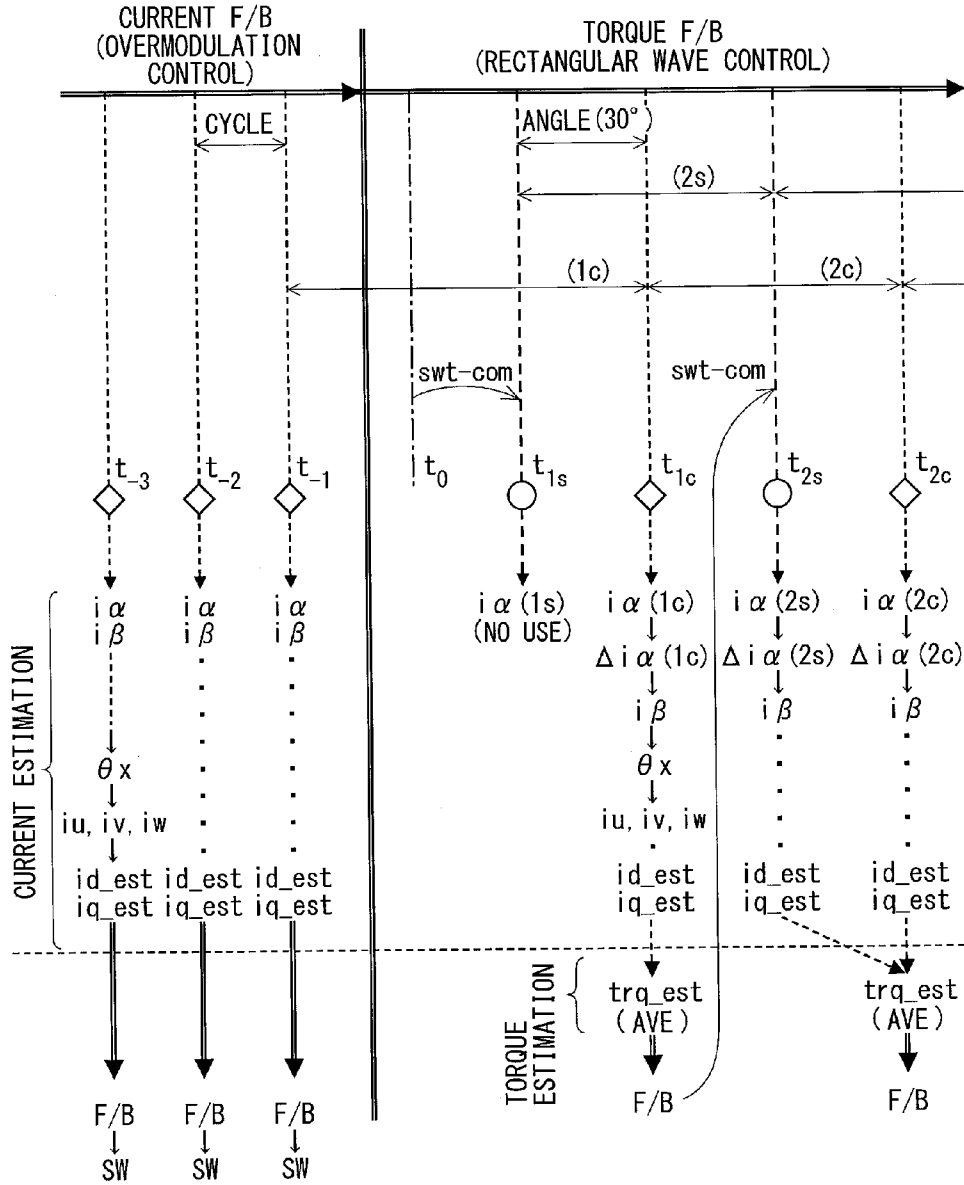 CURRENT F/B
(OVERMODULATION
CONTROL)
TORQUE F/B
(RECTANGULAR WAVE CONTROL)
CYCLE
ANGLE(30°)
(2s)
(1c)
(2c)
swt-com
swt-com
t-3
t-2
t-1
t0
t1s
t1c
t2s
t2c
CURRENT ESTIMATION
iα
iβ
iα
iβ
iα
iβ
iα(1s)
(NO USE)
iα(1c)
iα(2s)
iα(2c)
Δiα(1c)
Δiα(2s)
Δiα(2c)
iβ
iβ
iβ
θx
θx
iu, iv, iw
iu, iv, iw
id_est
iq_est
id_est
iq_est
id_est
iq_est
id_est
iq_est
id_est
iq_est
id_est
iq_est
TORQUE
ESTIMATION
trq_est
(AVE)
trq_est
(AVE)
F/B
F/B
F/B
F/B
F/B
SW
SW
SW